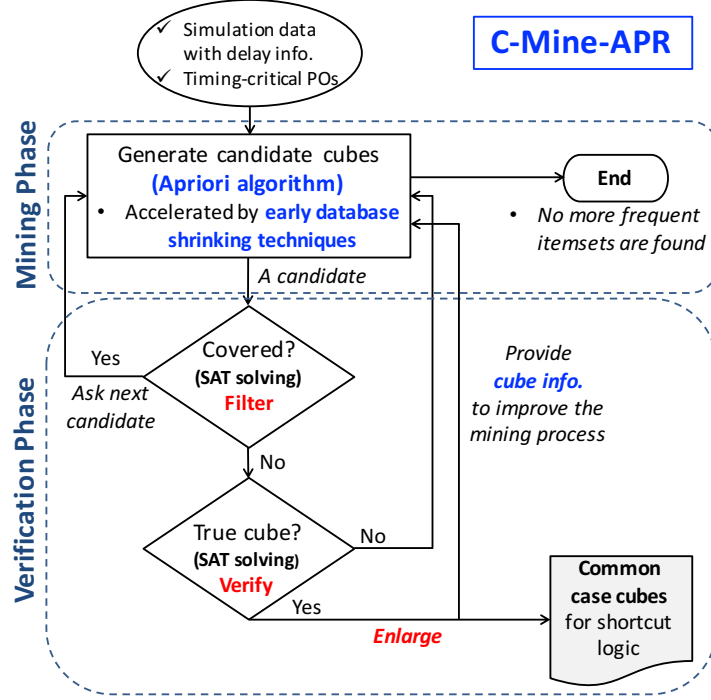 ✓ Simulation data
with delay info.
✓ Timing-critical POs
C-Mine-APR
Mining Phase
Generate candidate cubes
(Apriori algorithm)
• Accelerated by early database
shrinking techniques
End
• No more frequent
itemsets are found
A candidate
Verification Phase
Yes
Ask next
candidate
Covered?
(SAT solving)
Filter
Provide
cube info.
to improve the
mining process
No
True cube?
(SAT solving)
Verify
No
Yes
Enlarge
Common
case cubes
for shortcut
logic